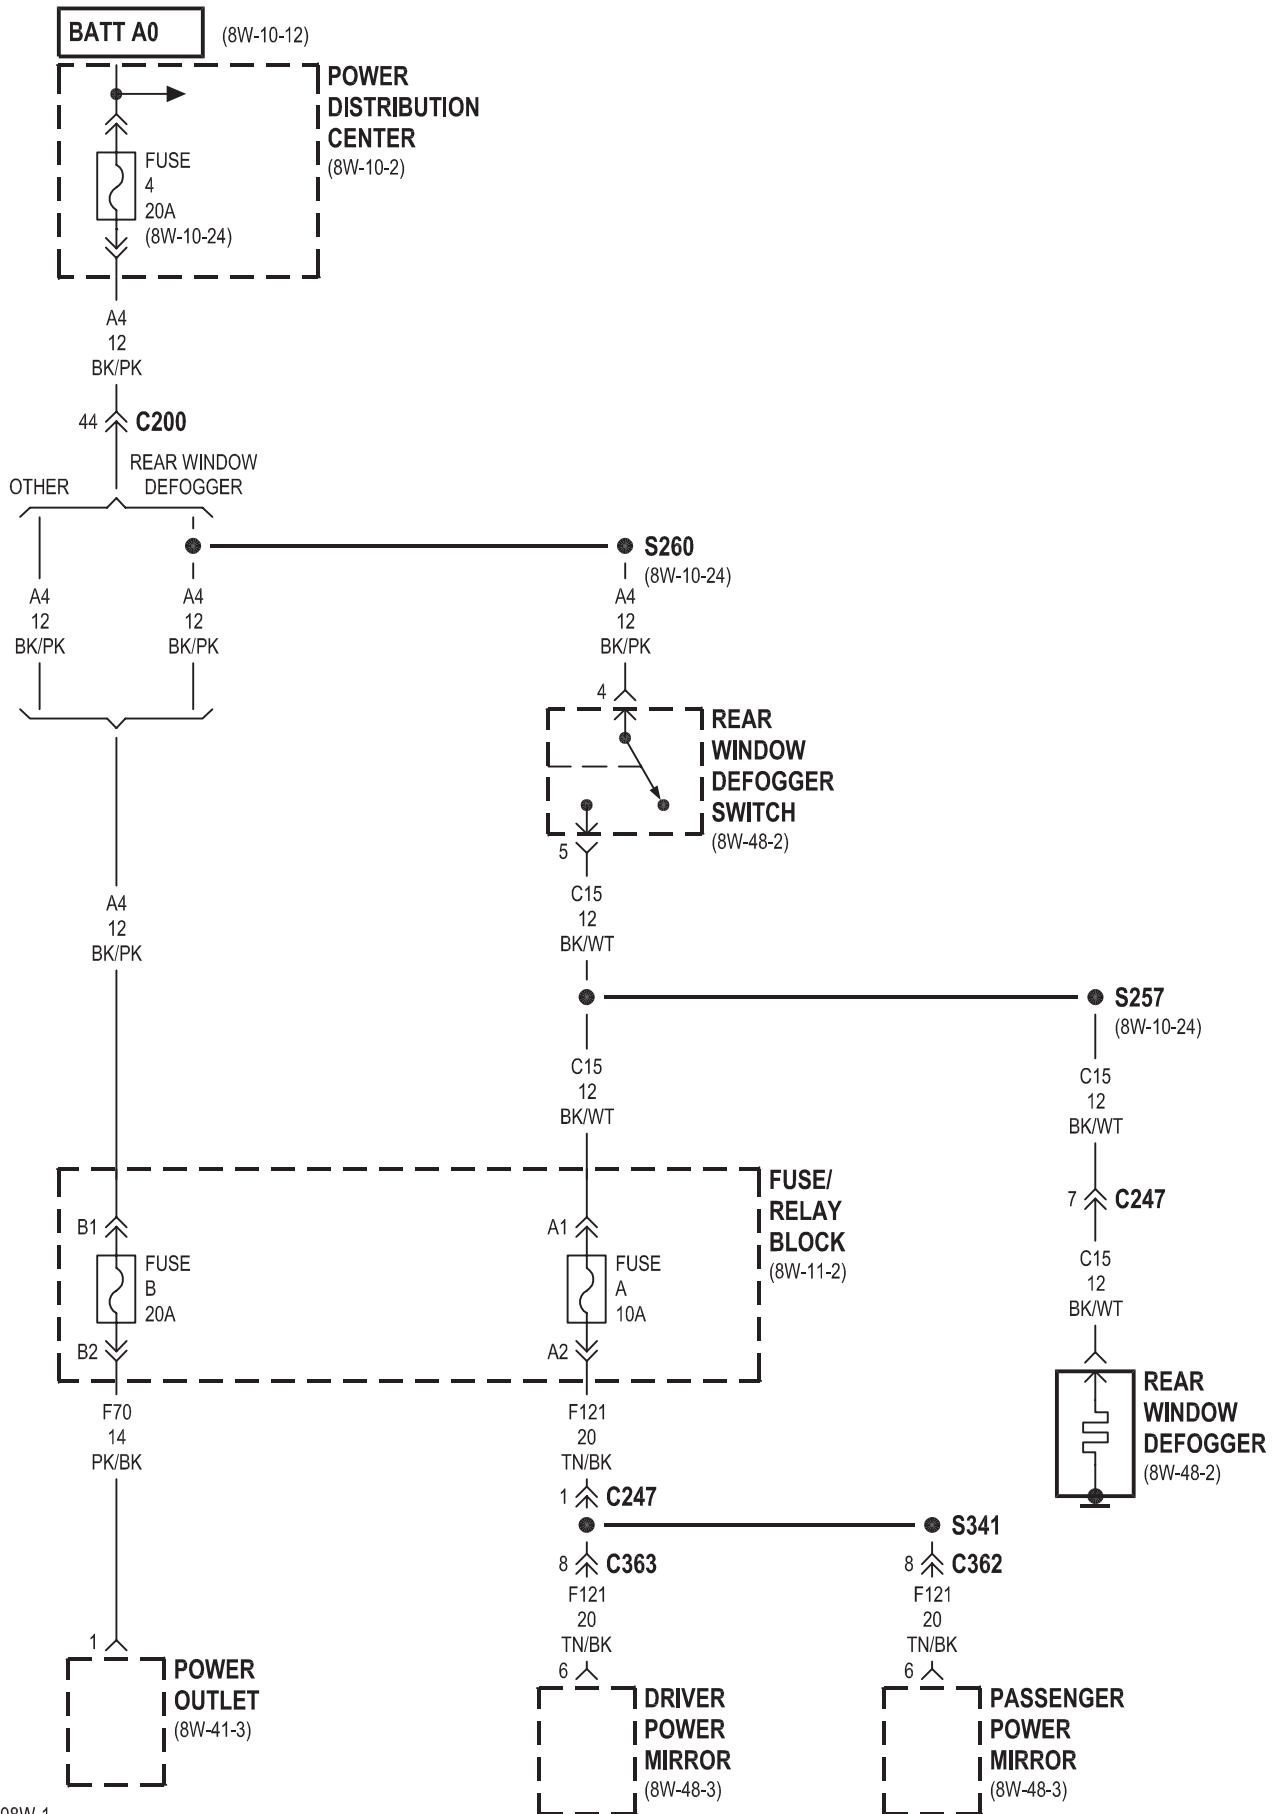 BATT A0
(8W-10-12)
POWER
DISTRIBUTION
CENTER
(8W-10-2)
FUSE
4
20A
(8W-10-24)
A4
12
BK/PK
44
C200
OTHER
REAR WINDOW
DEFOGGER
S260
(8W-10-24)
A4
12
BK/PK
A4
12
BK/PK
A4
12
BK/PK
4
REAR
WINDOW
DEFOGGER
SWITCH
(8W-48-2)
5
C15
12
BK/WT
A4
12
BK/PK
S257
(8W-10-24)
C15
12
BK/WT
C15
12
BK/WT
7
C247
FUSE/
RELAY
BLOCK
(8W-11-2)
B1
FUSE
B
20A
B2
A1
FUSE
A
10A
A2
C15
12
BK/WT
REAR
WINDOW
DEFOGGER
(8W-48-2)
F70
14
PK/BK
F121
20
TN/BK
1
C247
S341
8
C363
8
C362
F121
20
TN/BK
F121
20
TN/BK
1
POWER
OUTLET
(8W-41-3)
6
DRIVER
POWER
MIRROR
(8W-48-3)
6
PASSENGER
POWER
MIRROR
(8W-48-3)